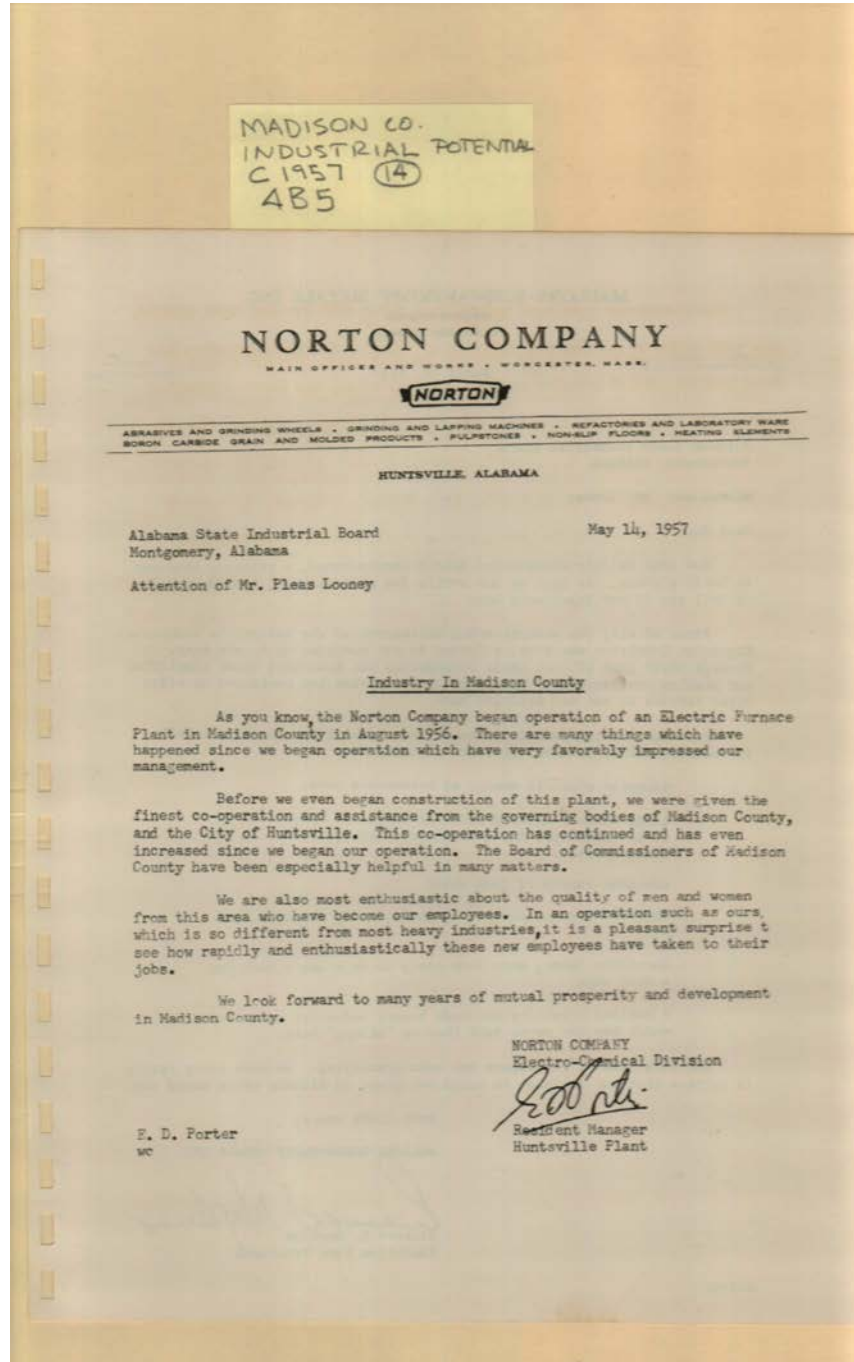 MADISON CO.
INDUSTRIAL POTENTIAL
C 1957 14
4B5
NORTON COMPANY
MAIN OFFICES AND WORKS • WORCESTER, MASS.
NORTON
ABRASIVES AND GRINDING WHEELS • GRINDING AND LAPPING MACHINES • REFRACTORIES AND LABORATORY WARE
BORON CARBIDE GRAIN AND MOLDED PRODUCTS • PULPSTONES • NON-SLIP FLOORS • HEATING ELEMENTS
HUNTSVILLE, ALABAMA
Alabama State Industrial Board May 14, 1957
Montgomery, Alabama
Attention of Mr. Pleas Looney
Industry In Madison County
As you know, the Norton Company began operation of an Electric Furnace
Plant in Madison County in August 1956. There are many things which have
happened since we began operation which have very favorably impressed our
management.
Before we even began construction of this plant, we were given the
finest co-operation and assistance from the governing bodies of Madison County,
and the City of Huntsville. This co-operation has continued and has even
increased since we began our operation. The Board of Commissioners of Madison
County have been especially helpful in many matters.
We are also most enthusiastic about the quality of men and women
from this area who have become our employees. In an operation such as ours,
which is so different from most heavy industries, it is a pleasant surprise t
see how rapidly and enthusiastically these new employees have taken to their
jobs.
We look forward to many years of mutual prosperity and development
in Madison County.
NORTON COMPANY
Electro-Chemical Division
E. D. Porter Resident Manager
wc Huntsville Plant